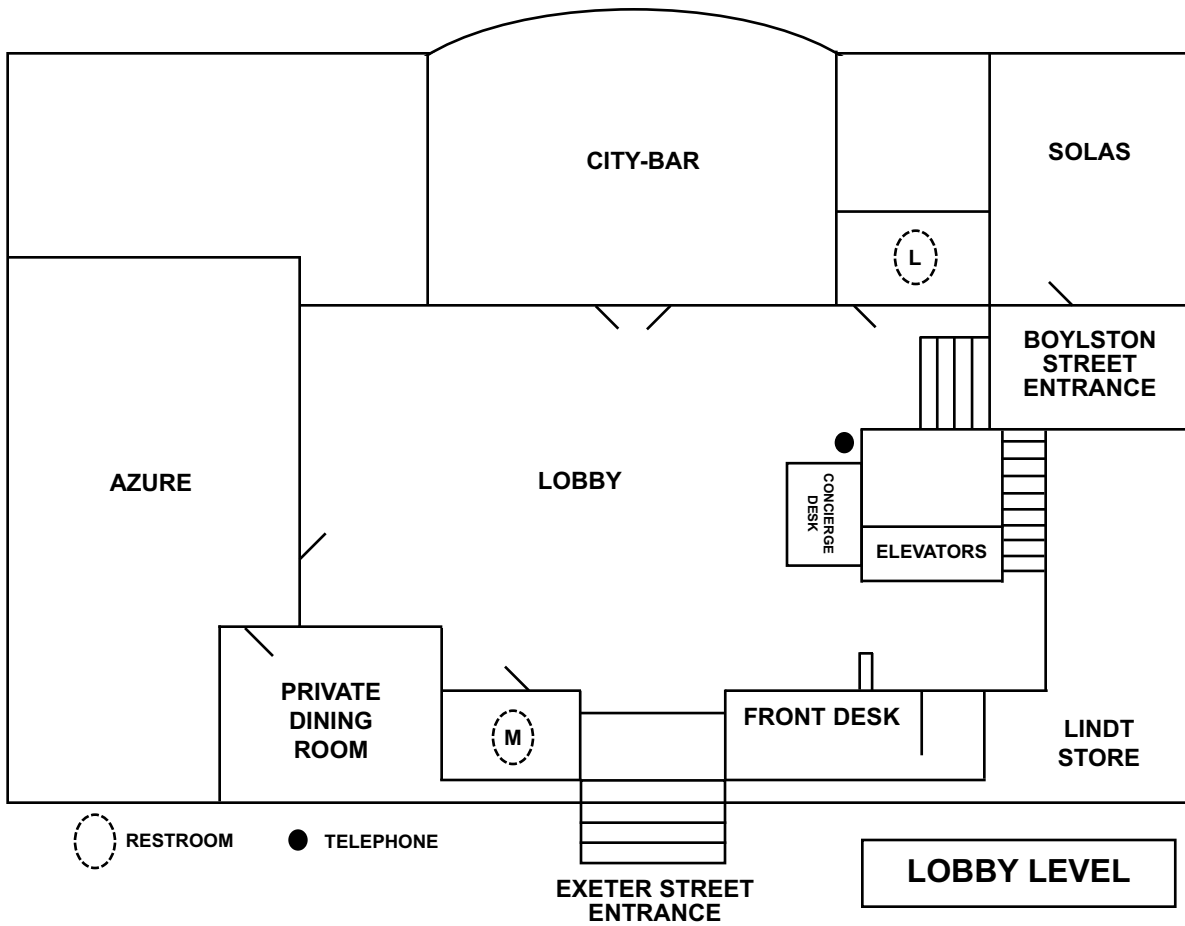 CITY-BAR
SOLAS
L
BOYLSTON
STREET
ENTRANCE
AZURE
LOBBY
CONCIERGE
DESK
ELEVATORS
PRIVATE
DINING
ROOM
M
FRONT DESK
LINDT
STORE
RESTROOM
TELEPHONE
EXETER STREET
ENTRANCE
LOBBY LEVEL